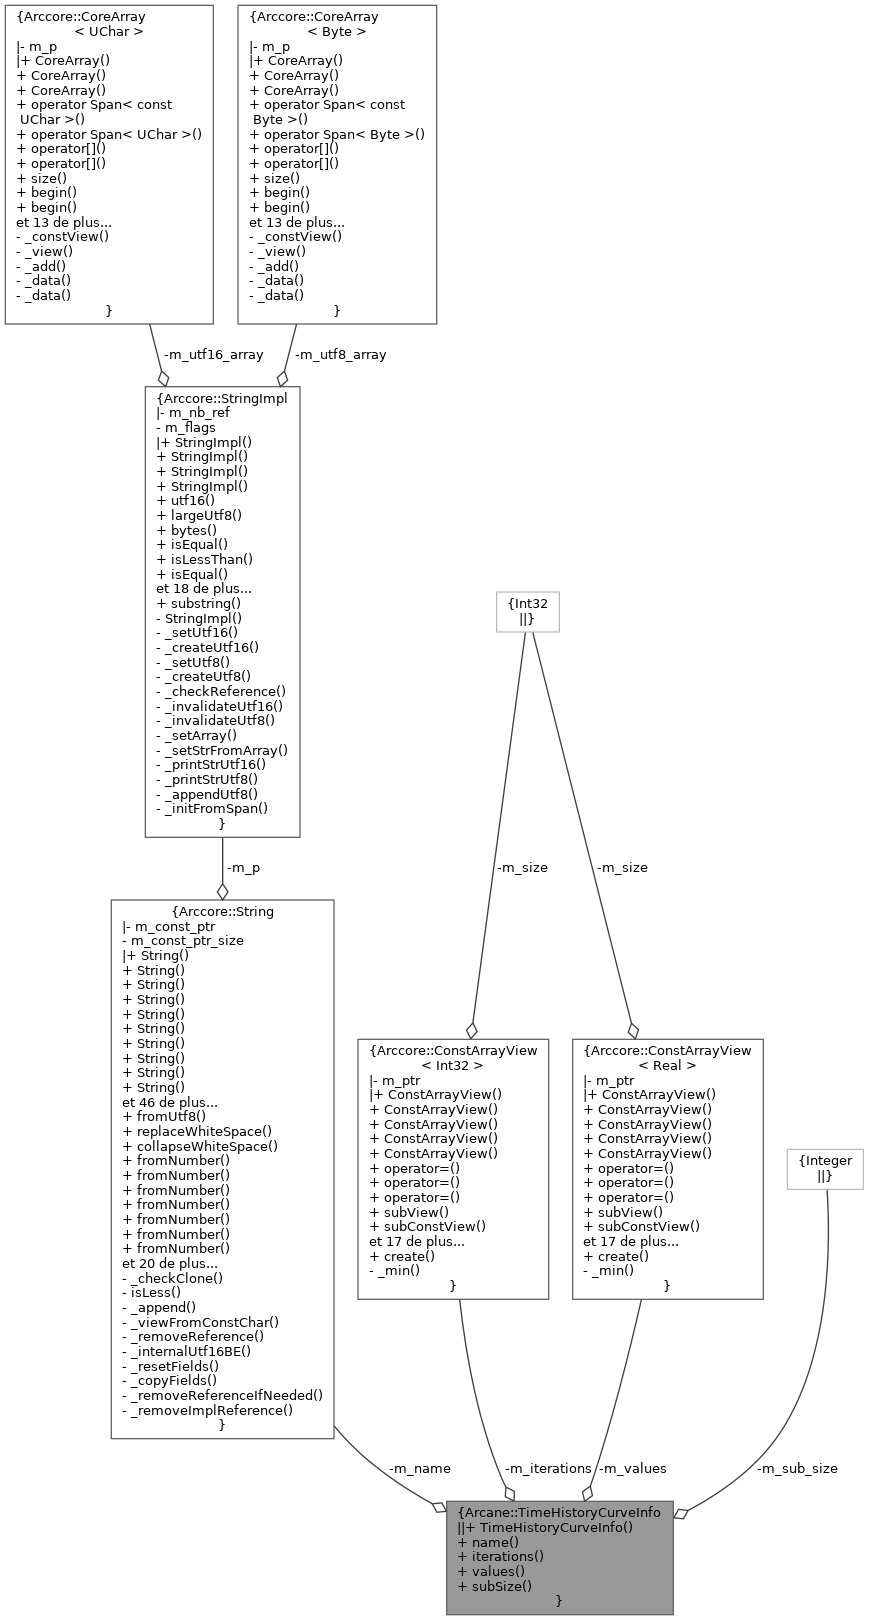 {Arccore::CoreArray
< UChar >
|- m_p
|+ CoreArray()
+ CoreArray()
+ CoreArray()
+ operator Span< const
UChar >()
+ operator Span< UChar >()
+ operator[]()
+ operator[]()
+ size()
+ begin()
+ begin()
et 13 de plus...
- _constView()
- _view()
- _add()
- _data()
- _data()
}
{Arccore::CoreArray
< Byte >
|- m_p
|+ CoreArray()
+ CoreArray()
+ CoreArray()
+ operator Span< const
Byte >()
+ operator Span< Byte >()
+ operator[]()
+ operator[]()
+ size()
+ begin()
+ begin()
et 13 de plus...
- _constView()
- _view()
- _add()
- _data()
- _data()
}
-m_utf16_array
-m_utf8_array
{Arccore::StringImpl
|- m_nb_ref
- m_flags
|+ StringImpl()
+ StringImpl()
+ StringImpl()
+ StringImpl()
+ utf16()
+ largeUtf8()
+ bytes()
+ isEqual()
+ isLessThan()
+ isEqual()
et 18 de plus...
+ substring()
- StringImpl()
- _setUtf16()
- _createUtf16()
- _setUtf8()
- _createUtf8()
- _checkReference()
- _invalidateUtf16()
- _invalidateUtf8()
- _setArray()
- _setStrFromArray()
- _printStrUtf16()
- _printStrUtf8()
- _appendUtf8()
- _initFromSpan()
}
{Int32
||}
-m_p
-m_size
-m_size
{Arccore::String
|- m_const_ptr
- m_const_ptr_size
|+ String()
+ String()
+ String()
+ String()
+ String()
+ String()
+ String()
+ String()
+ String()
+ String()
et 46 de plus...
+ fromUtf8()
+ replaceWhiteSpace()
+ collapseWhiteSpace()
+ fromNumber()
+ fromNumber()
+ fromNumber()
+ fromNumber()
+ fromNumber()
+ fromNumber()
+ fromNumber()
et 20 de plus...
- _checkClone()
- isLess()
- _append()
- _viewFromConstChar()
- _removeReference()
- _internalUtf16BE()
- _resetFields()
- _copyFields()
- _removeReferenceIfNeeded()
- _removeImplReference()
}
{Arccore::ConstArrayView
< Int32 >
|- m_ptr
|+ ConstArrayView()
+ ConstArrayView()
+ ConstArrayView()
+ ConstArrayView()
+ ConstArrayView()
+ operator=()
+ operator=()
+ operator=()
+ subView()
+ subConstView()
et 17 de plus...
+ create()
- _min()
}
{Arccore::ConstArrayView
< Real >
|- m_ptr
|+ ConstArrayView()
+ ConstArrayView()
+ ConstArrayView()
+ ConstArrayView()
+ ConstArrayView()
+ operator=()
+ operator=()
+ operator=()
+ subView()
+ subConstView()
et 17 de plus...
+ create()
- _min()
}
{Integer
||}
-m_name
-m_iterations
-m_values
-m_sub_size
{Arcane::TimeHistoryCurveInfo
||+ TimeHistoryCurveInfo()
+ name()
+ iterations()
+ values()
+ subSize()
}